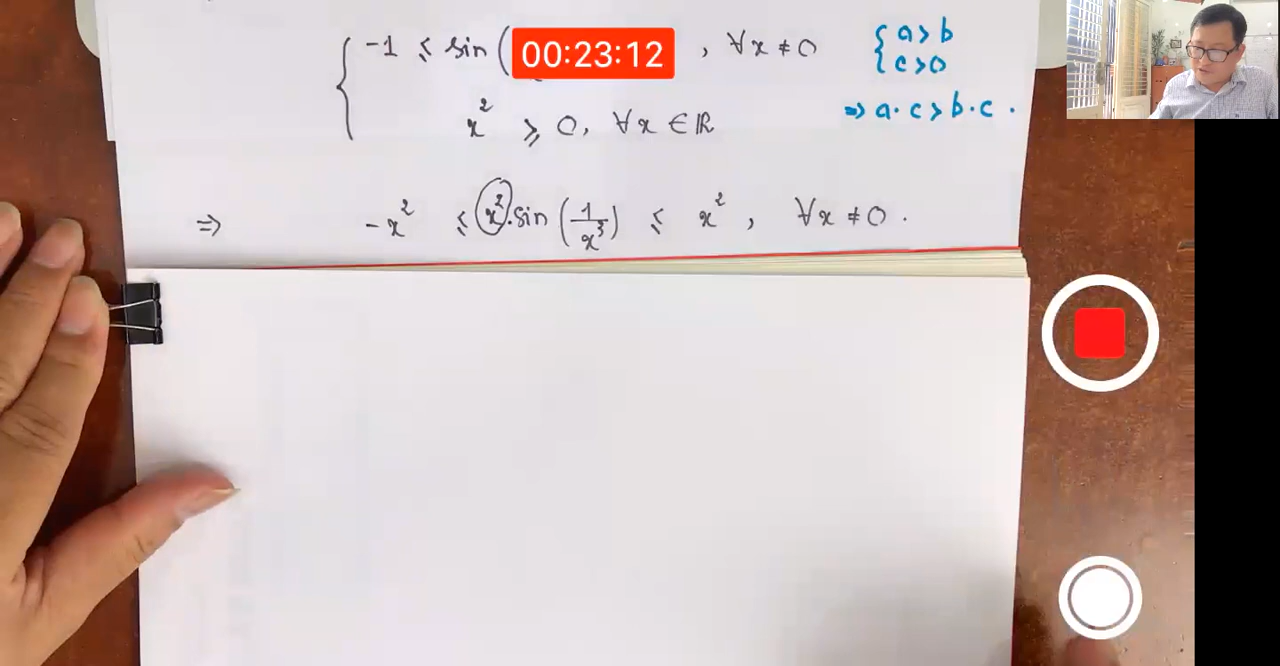 -1 ≤ sin( 00:23:12 , ∀x ≠ 0
x² ≥ 0, ∀x ∈ ℝ
{ a > b
{ c > 0
⇒ a·c > b·c .
⇒ -x² ≤ x².sin(1/x³) ≤ x², ∀x ≠ 0.